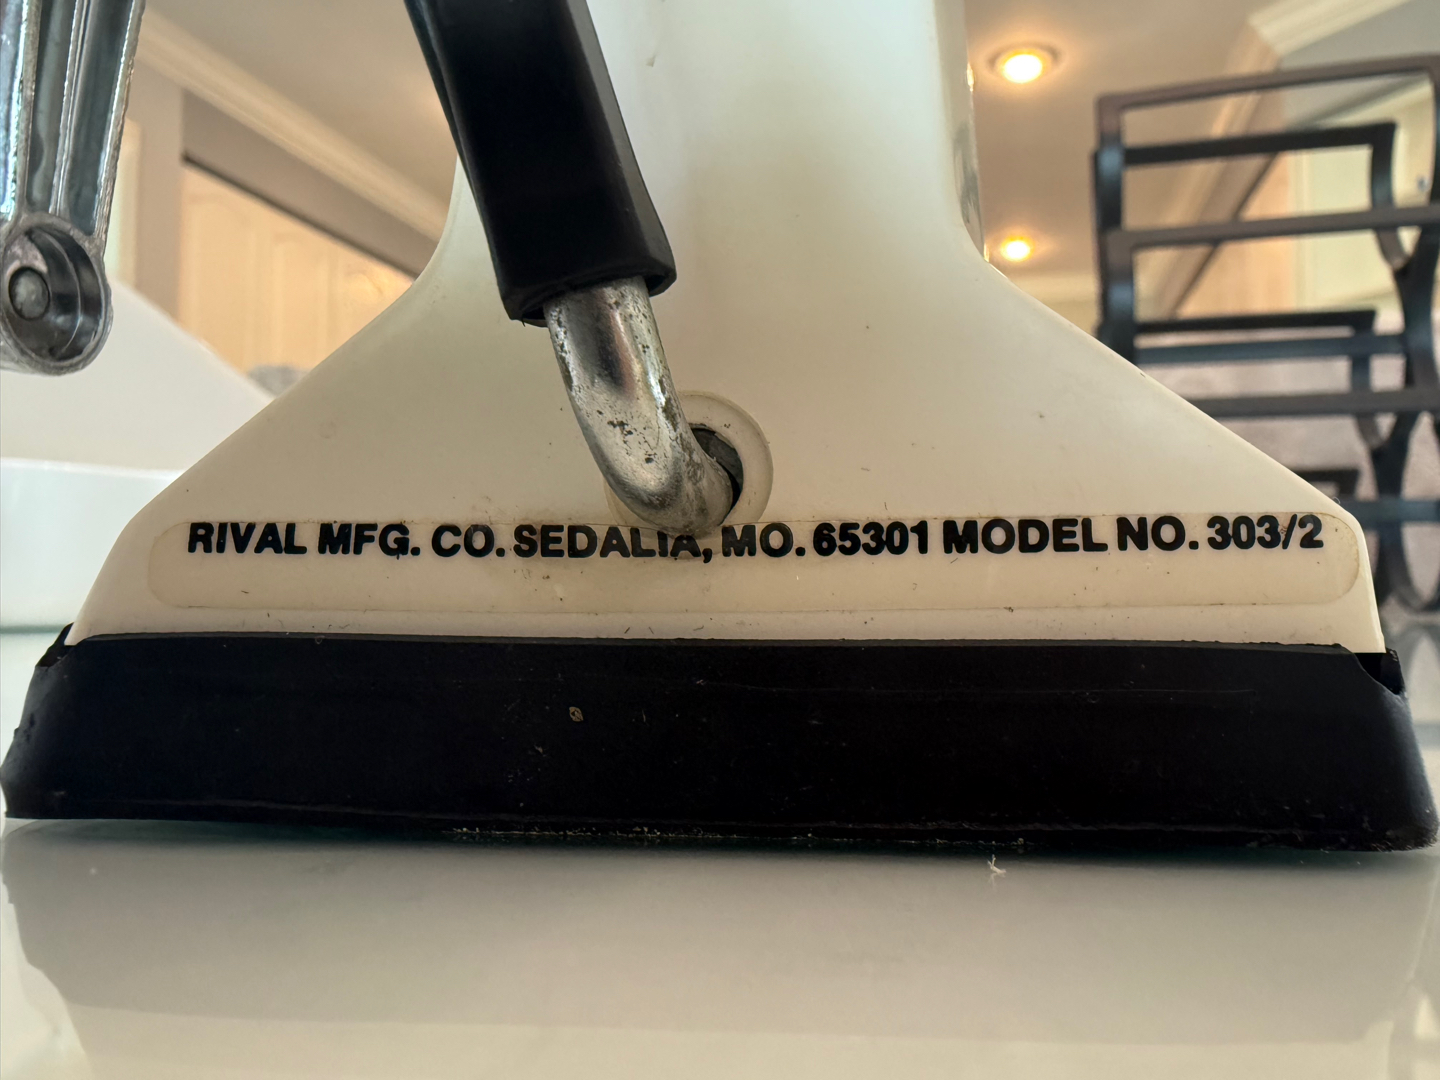 RIVAL MFG. CO. SEDALIA, MO. 65301 MODEL NO. 303/2